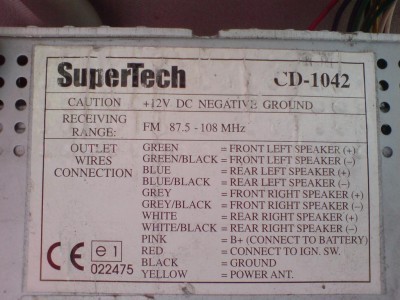 SuperTech CD-1042
CAUTION +12V DC NEGATIVE GROUND
RECEIVING RANGE: FM 87.5 - 108 MHz
OUTLET WIRES CONNECTION
GREEN = FRONT LEFT SPEAKER (+)
GREEN/BLACK = FRONT LEFT SPEAKER (–)
BLUE = REAR LEFT SPEAKER (+)
BLUE/BLACK = REAR LEFT SPEAKER (–)
GREY = FRONT RIGHT SPEAKER (+)
GREY/BLACK = FRONT RIGHT SPEAKER (–)
WHITE = REAR RIGHT SPEAKER (+)
WHITE/BLACK = REAR RIGHT SPEAKER (–)
PINK = B+ (CONNECT TO BATTERY)
RED = CONNECT TO IGN. SW.
BLACK = GROUND
YELLOW = POWER ANT.
CE e1
022475